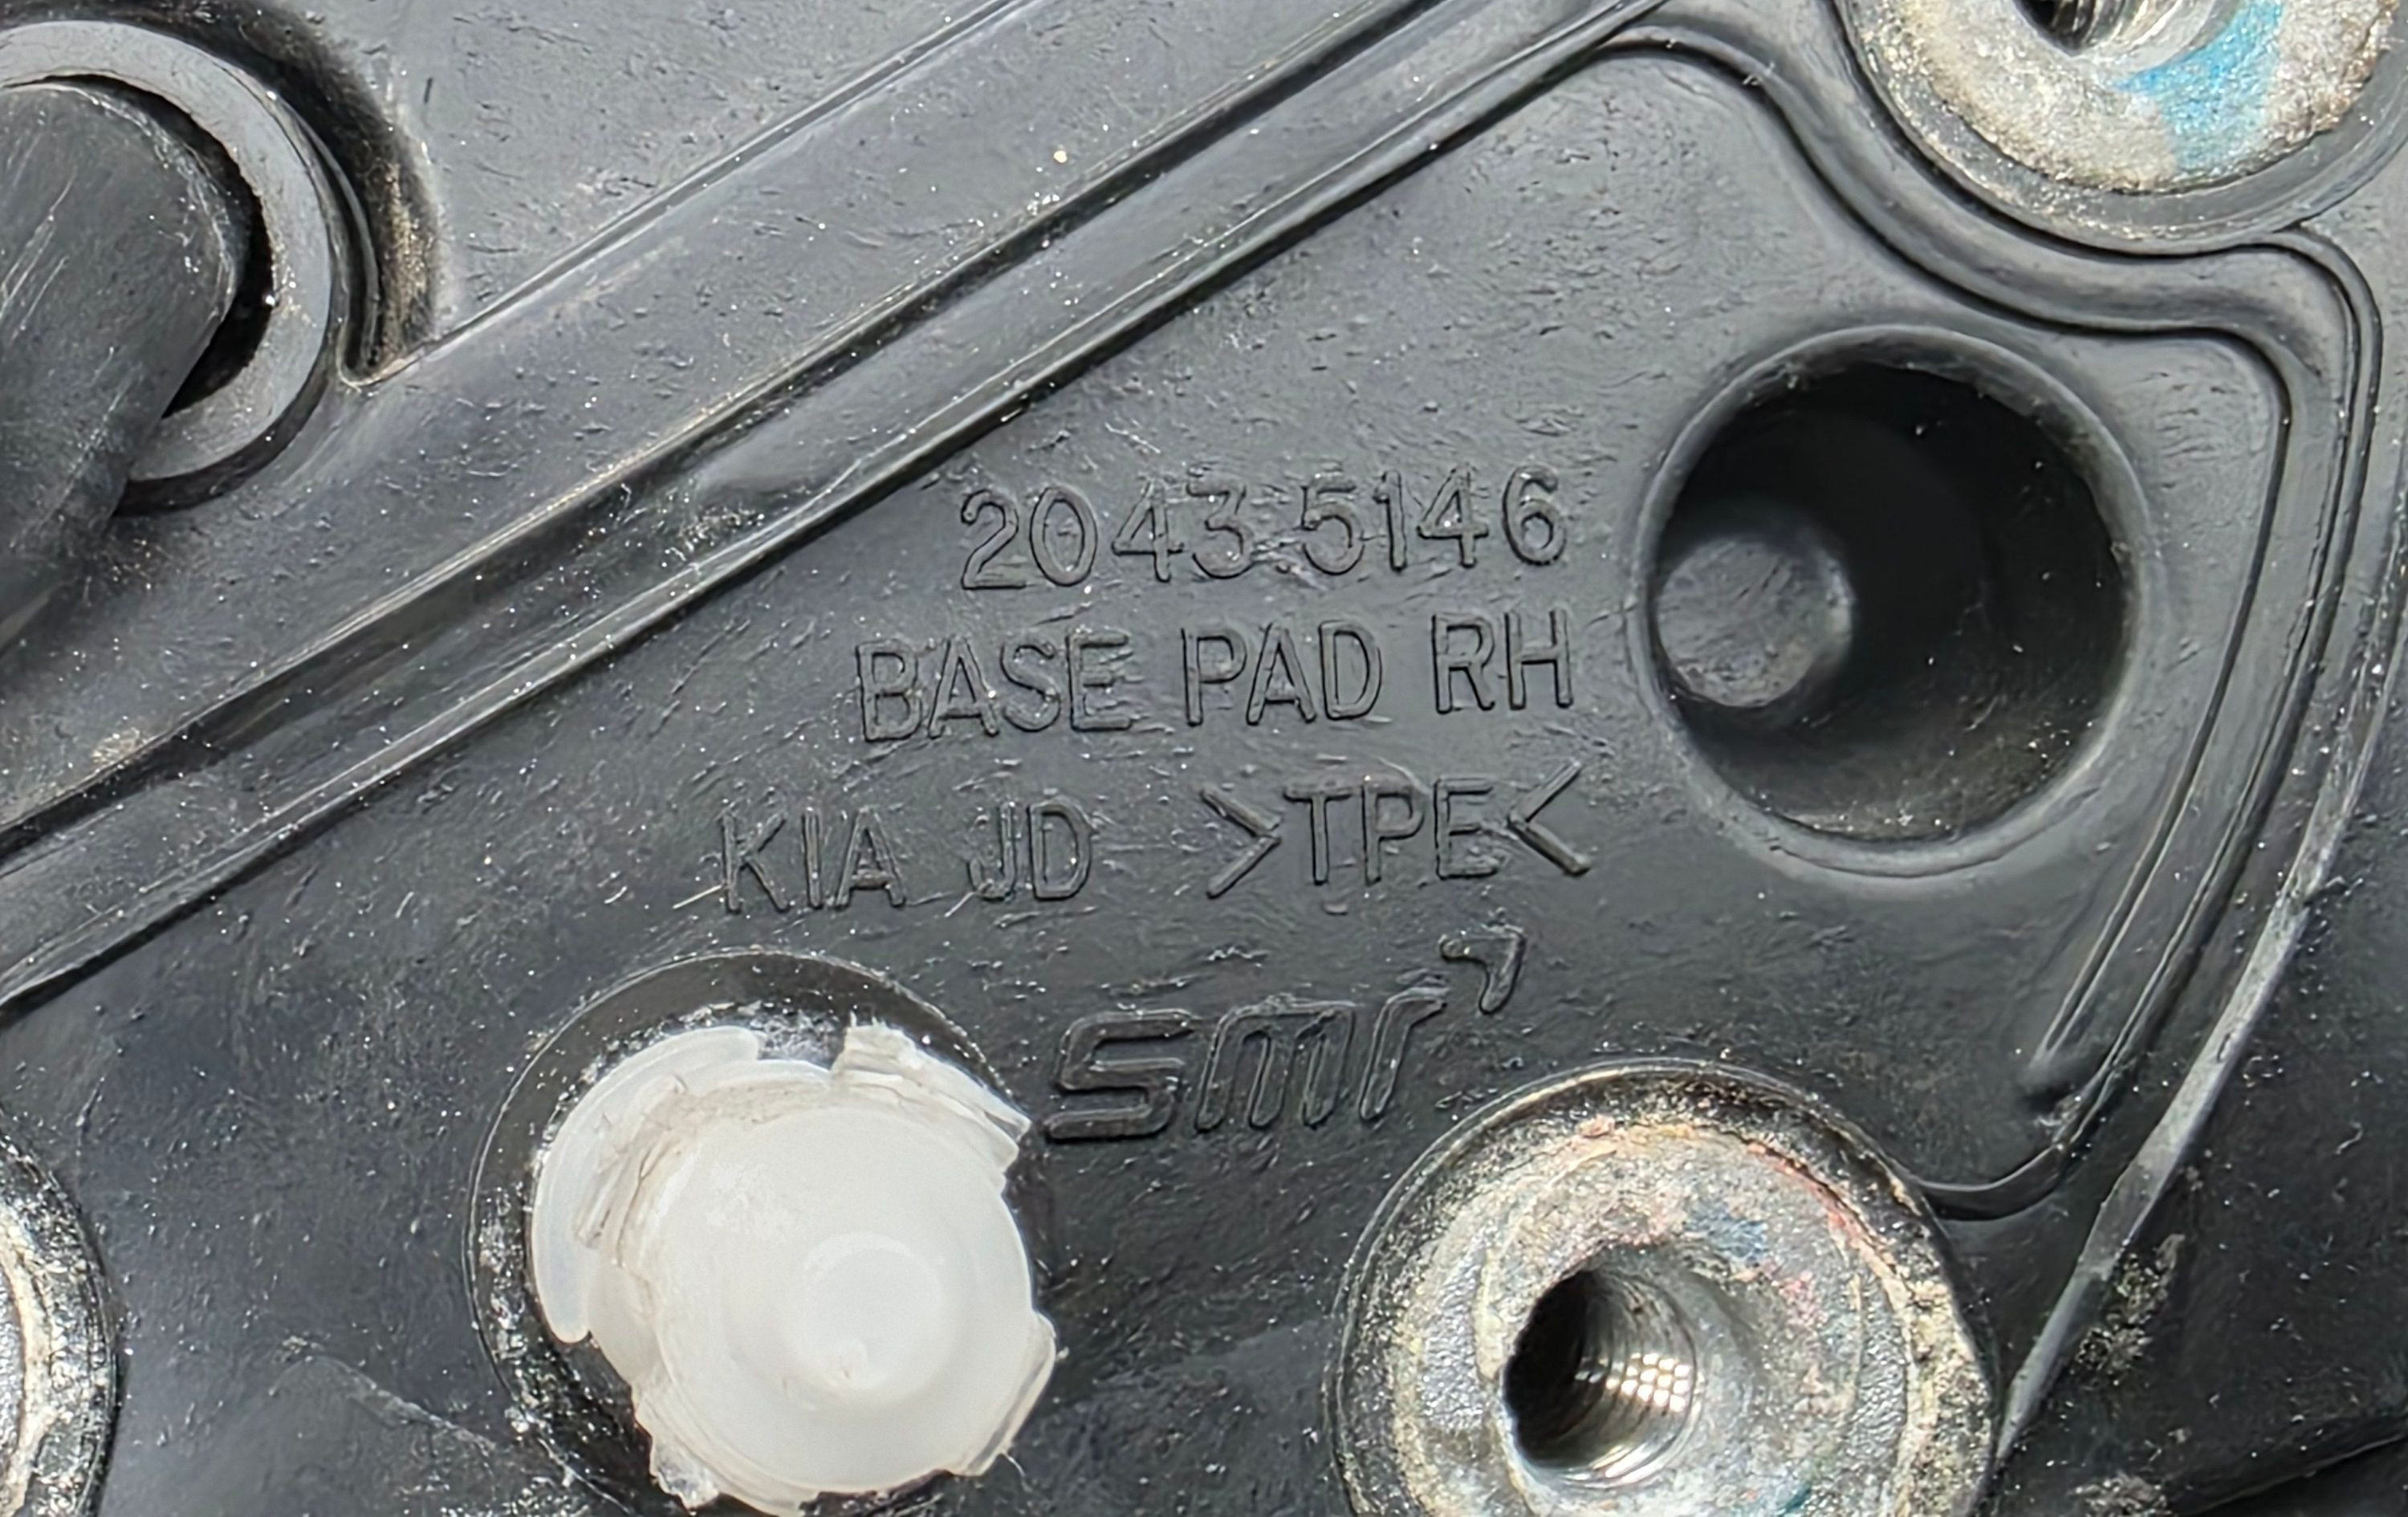 2043.5146
BASE PAD RH
KIA JD >TPE<
smr